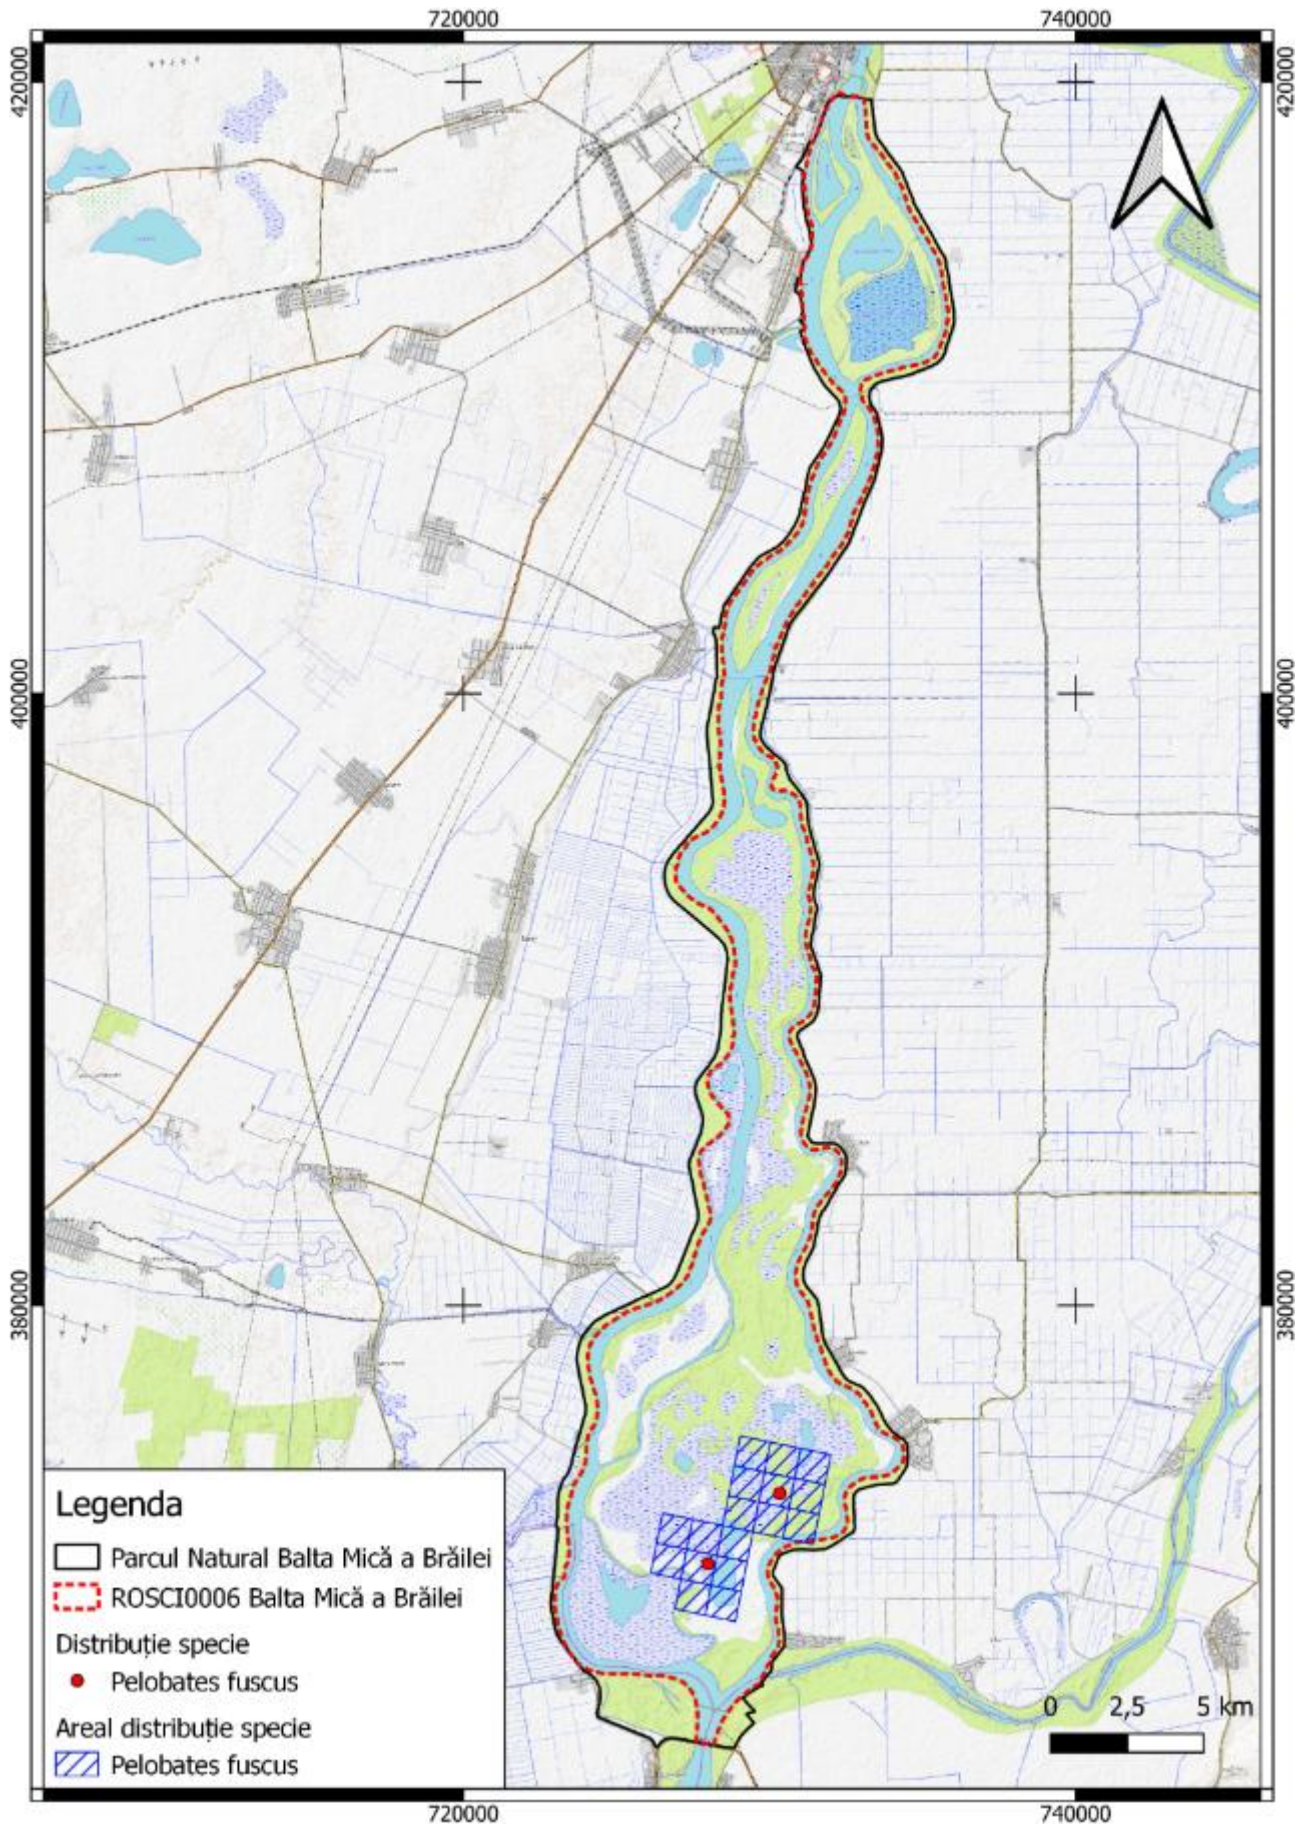 720000 740000
420000 420000
400000 400000
380000 380000
Legenda
Parcul Natural Balta Mică a Brăilei
ROSCI0006 Balta Mică a Brăilei
Distribuție specie
Pelobates fuscus
Areal distribuție specie
Pelobates fuscus
0 2,5 5 km
720000 740000